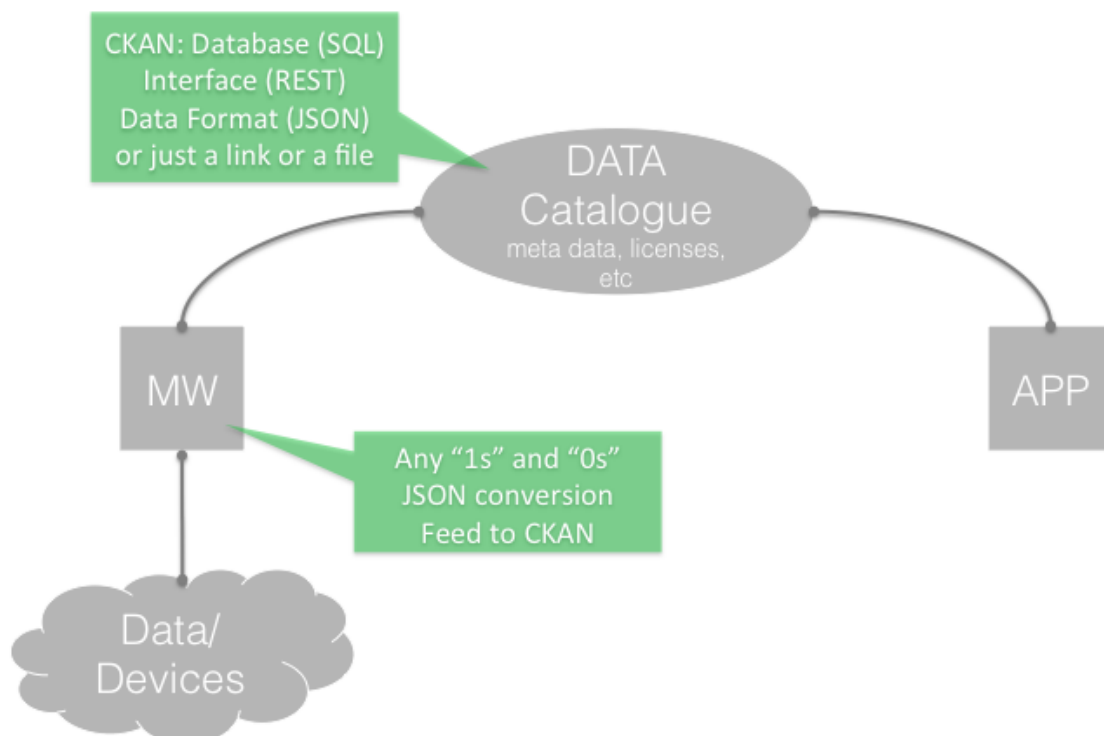 CKAN: Database (SQL)
Interface (REST)
Data Format (JSON)
or just a link or a file
DATA
Catalogue
meta data, licenses,
etc
MW
APP
Any “1s” and “0s”
JSON conversion
Feed to CKAN
Data/
Devices